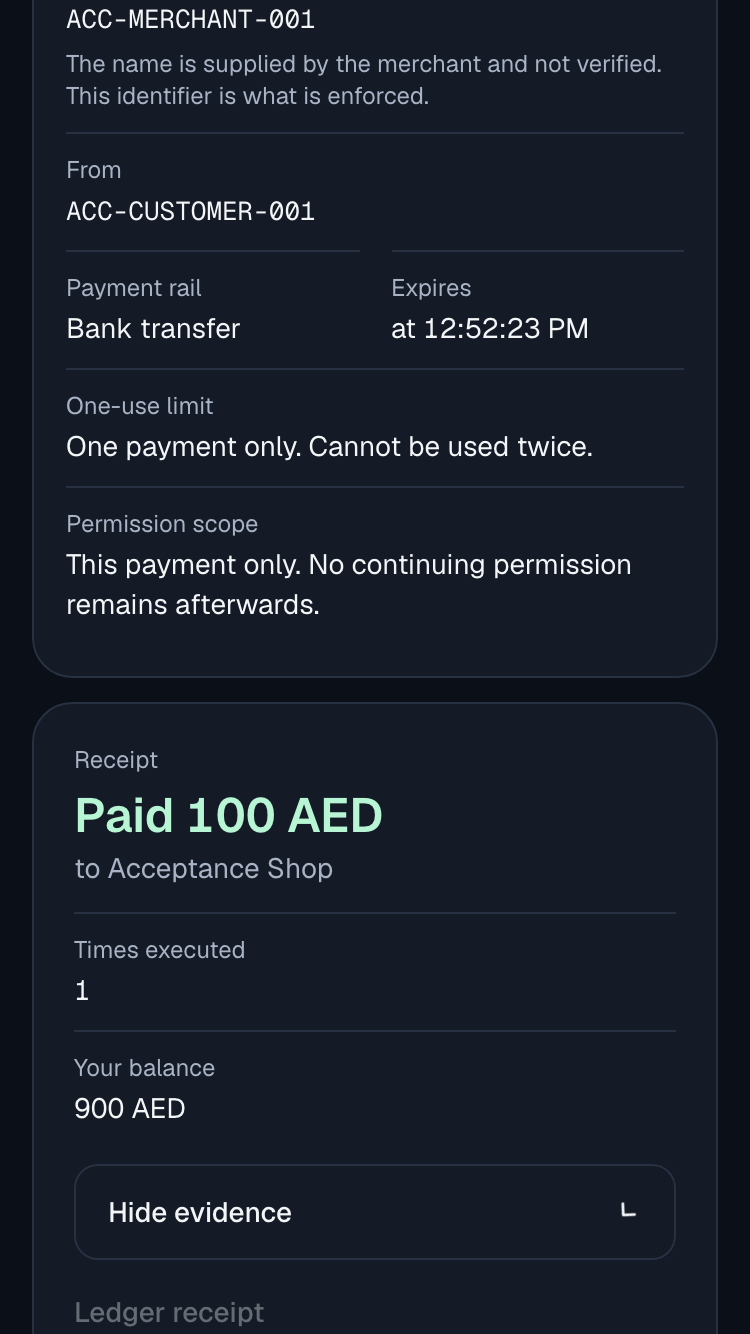 ACC-MERCHANT-001
The name is supplied by the merchant and not verified.
This identifier is what is enforced.
From
ACC-CUSTOMER-001
Payment rail
Bank transfer
Expires
at 12:52:23 PM
One-use limit
One payment only. Cannot be used twice.
Permission scope
This payment only. No continuing permission
remains afterwards.
Receipt
Paid 100 AED
to Acceptance Shop
Times executed
1
Your balance
900 AED
Hide evidence
Ledger receipt